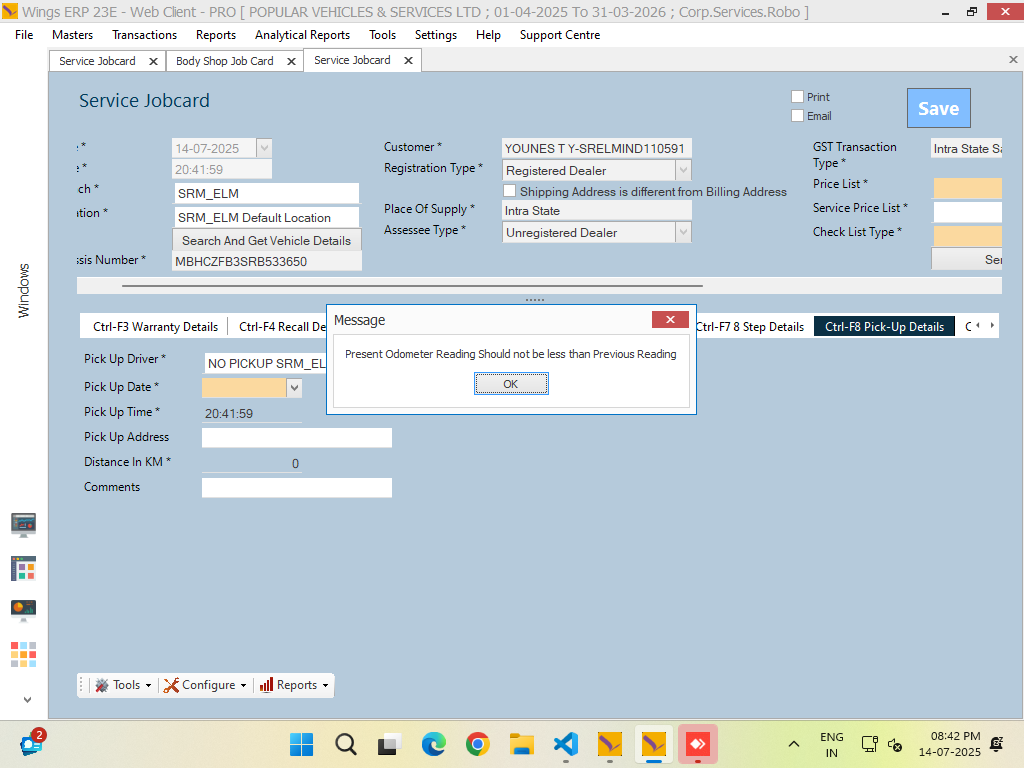 Wings ERP 23E - Web Client - PRO [ POPULAR VEHICLES & SERVICES LTD ; 01-04-2025 To 31-03-2026 ; Corp.Services.Robo ]
File Masters Transactions Reports Analytical Reports Tools Settings Help Support Centre
Service Jobcard Body Shop Job Card Service Jobcard
Service Jobcard
Print
Email
Save
* 14-07-2025
* 20:41:59
ch * SRM_ELM
tion * SRM_ELM Default Location
Search And Get Vehicle Details
ssis Number * MBHCZFB3SRB533650
Customer * YOUNES T Y-SRELMIND110591
Registration Type * Registered Dealer
Shipping Address is different from Billing Address
Place Of Supply * Intra State
Assessee Type * Unregistered Dealer
GST Transaction Type * Intra State Sa
Price List *
Service Price List *
Check List Type *
Ser
Windows
Message
Present Odometer Reading Should not be less than Previous Reading
OK
Ctrl-F3 Warranty Details Ctrl-F4 Recall De Ctrl-F7 8 Step Details Ctrl-F8 Pick-Up Details C
Pick Up Driver * NO PICKUP SRM_EL
Pick Up Date *
Pick Up Time * 20:41:59
Pick Up Address
Distance In KM * 0
Comments
Tools Configure Reports
2
ENG
IN
08:42 PM
14-07-2025